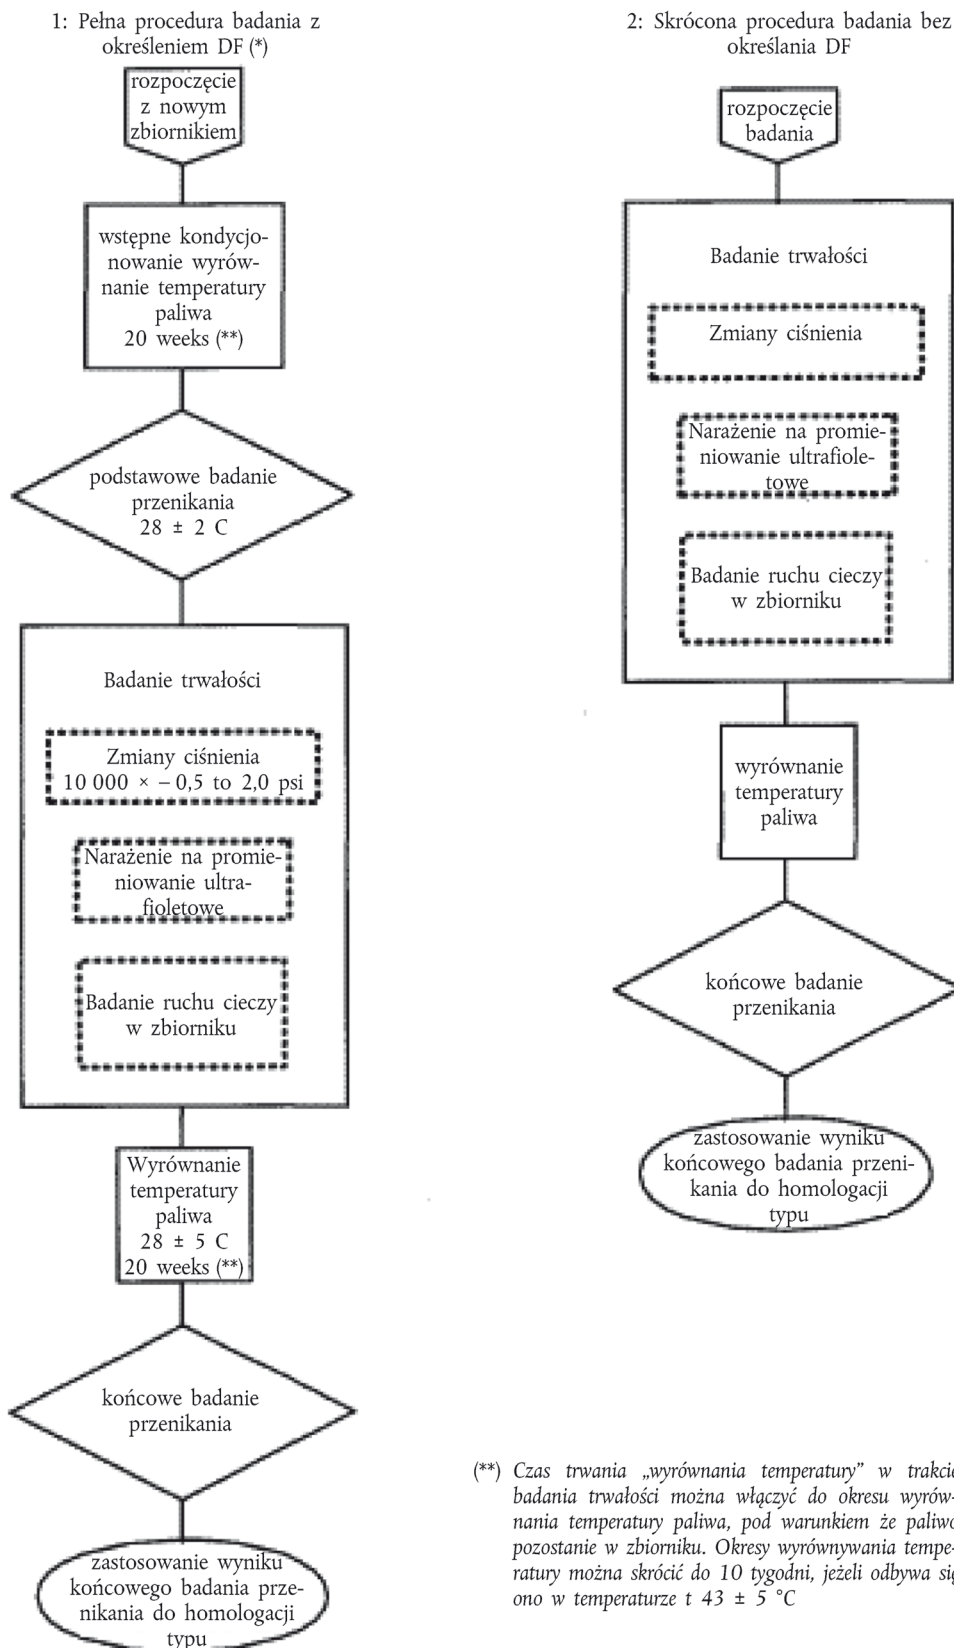 1: Pełna procedura badania z
określeniem DF (*)
rozpoczęcie
z nowym
zbiornikiem
wstępne kondycjo-
nowanie wyrów-
nanie temperatury
paliwa
20 weeks (**)
podstawowe badanie
przenikania
28 ± 2 C
Badanie trwałości
Zmiany ciśnienia
10 000 × – 0,5 to 2,0 psi
Narażenie na promie-
niowanie ultra-
fioletowe
Badanie ruchu cieczy
w zbiorniku
Wyrównanie
temperatury
paliwa
28 ± 5 C
20 weeks (**)
końcowe badanie
przenikania
zastosowanie wyniku
końcowego badania prze-
nikania do homologacji
typu
2: Skrócona procedura badania bez
określania DF
rozpoczęcie
badania
Badanie trwałości
Zmiany ciśnienia
Narażenie na promie-
niowanie ultrafiole-
towe
Badanie ruchu cieczy
w zbiorniku
wyrównanie
temperatury
paliwa
końcowe badanie
przenikania
zastosowanie wyniku
końcowego badania przeni-
kania do homologacji
typu
(**) Czas trwania „wyrównania temperatury” w trakcie
badania trwałości można włączyć do okresu wyrów-
nania temperatury paliwa, pod warunkiem że paliwo
pozostanie w zbiorniku. Okresy wyrównywania tempe-
ratury można skrócić do 10 tygodni, jeżeli odbywa się
ono w temperaturze t 43 ± 5 °C